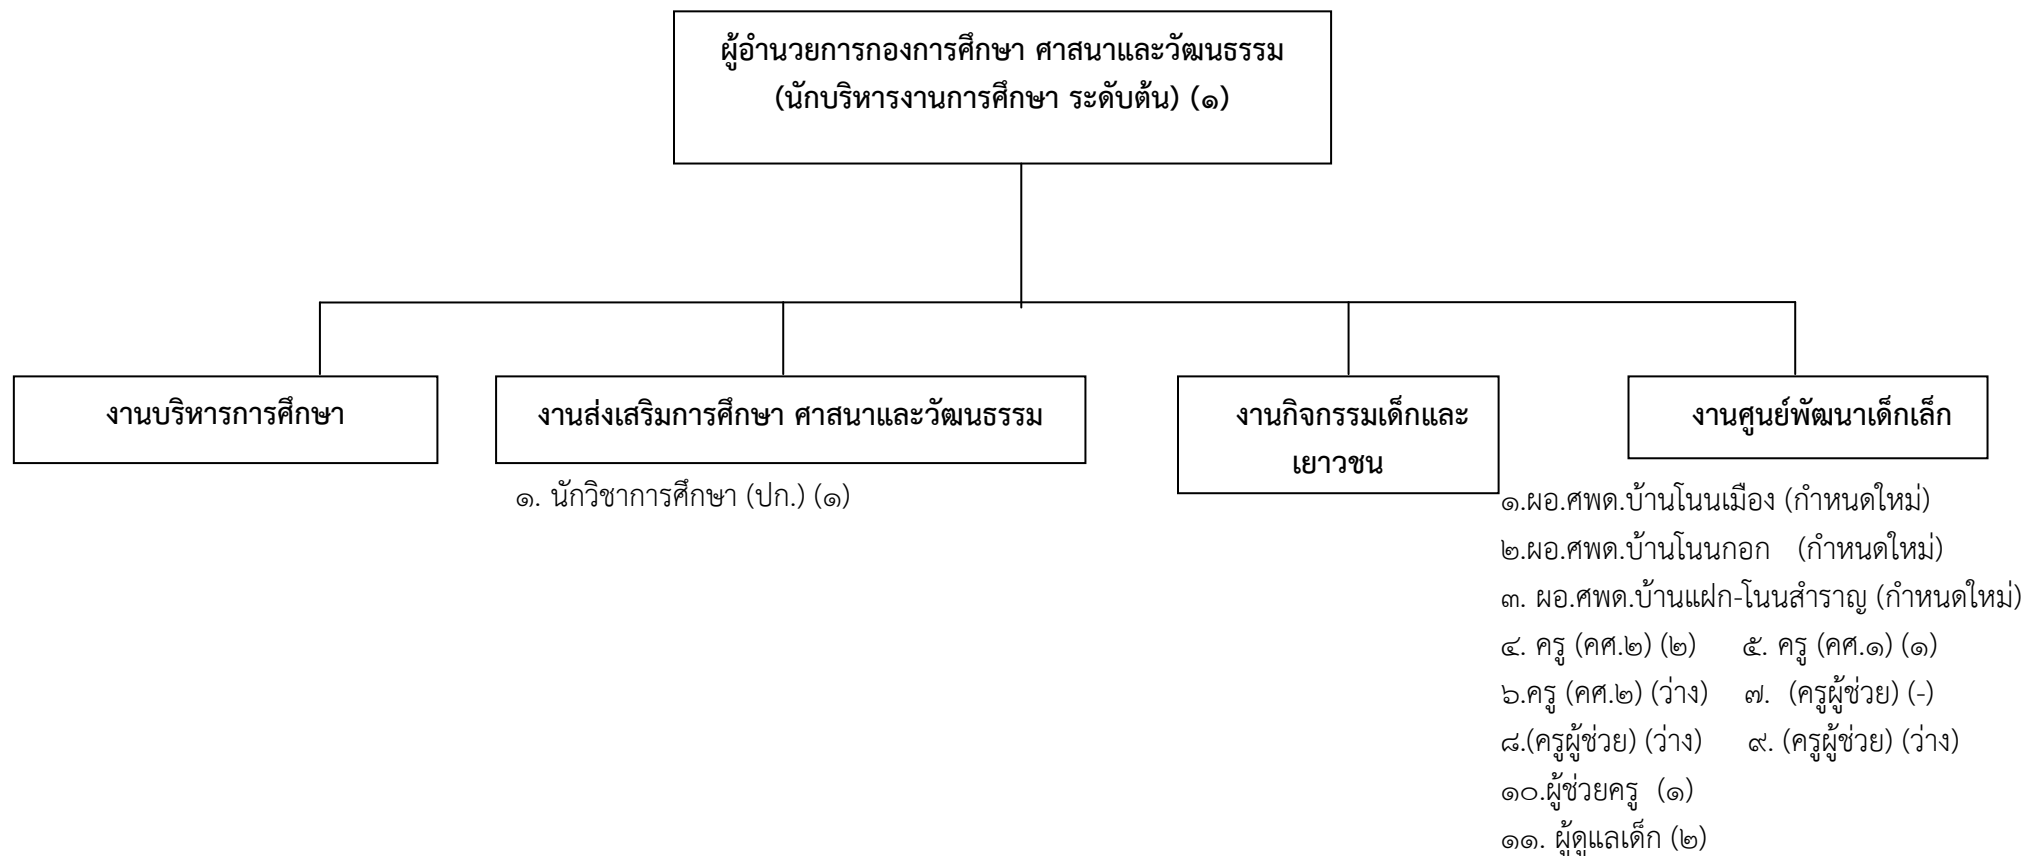 ผู้อำนวยการกองการศึกษา ศาสนาและวัฒนธรรม
(นักบริหารงานการศึกษา ระดับต้น) (๑)
งานบริหารการศึกษา
งานส่งเสริมการศึกษา ศาสนาและวัฒนธรรม
๑. นักวิชาการศึกษา (ปก.) (๑)
งานกิจกรรมเด็กและ
เยาวชน
งานศูนย์พัฒนาเด็กเล็ก
๑.ผอ.ศพด.บ้านโนนเมือง (กำหนดใหม่)
๒.ผอ.ศพด.บ้านโนนกอก (กำหนดใหม่)
๓. ผอ.ศพด.บ้านแฝก-โนนสำราญ (กำหนดใหม่)
๔. ครู (คศ.๒) (๒) ๕. ครู (คศ.๑) (๑)
๖.ครู (คศ.๒) (ว่าง) ๗. (ครูผู้ช่วย) (-)
๘.(ครูผู้ช่วย) (ว่าง) ๙. (ครูผู้ช่วย) (ว่าง)
๑๐.ผู้ช่วยครู (๑)
๑๑. ผู้ดูแลเด็ก (๒)